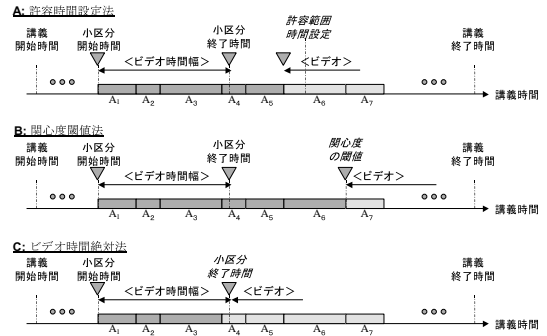 A: 許容時間設定法
講義開始時間
小区分開始時間
小区分終了時間
許容範囲時間設定
講義終了時間
<ビデオ時間幅>
<ビデオ>
A1 A2 A3 A4 A5 A6 A7
講義時間
B: 関心度閾値法
講義開始時間
小区分開始時間
小区分終了時間
関心度の閾値
講義終了時間
<ビデオ時間幅>
<ビデオ>
A1 A2 A3 A4 A5 A6 A7
講義時間
C: ビデオ時間絶対法
講義開始時間
小区分開始時間
小区分終了時間
講義終了時間
<ビデオ時間幅>
<ビデオ>
A1 A2 A3 A4 A5 A6 A7
講義時間